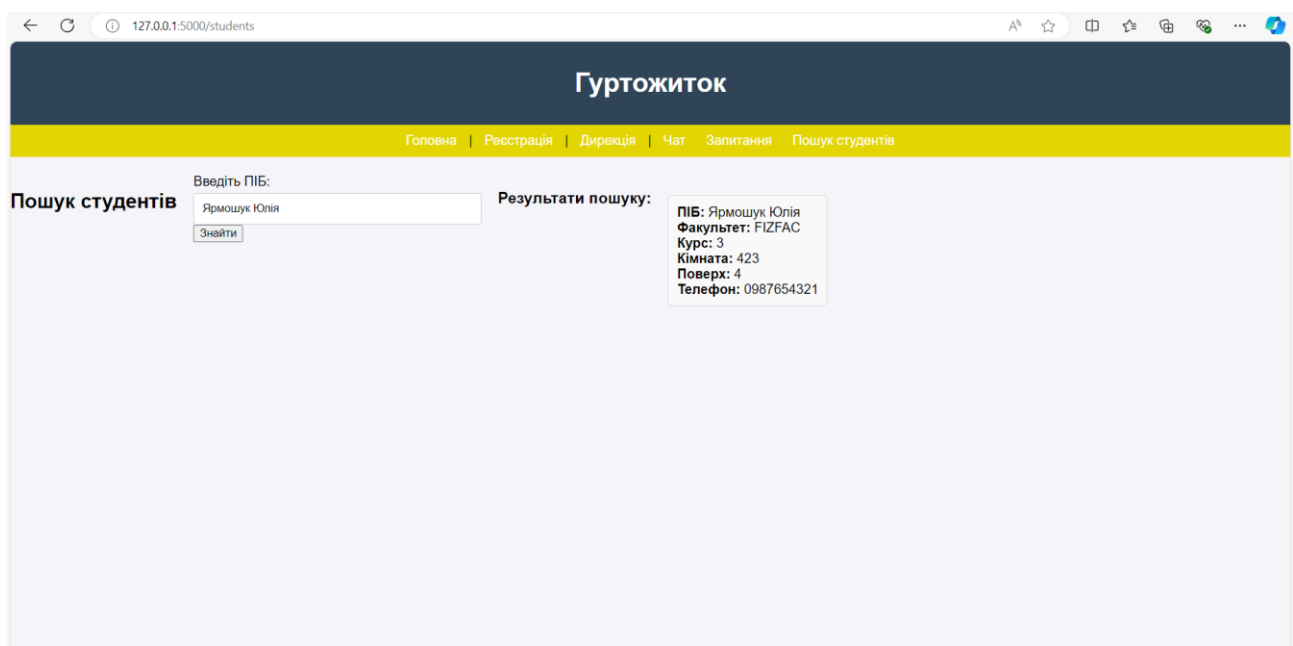 127.0.0.1:5000/students
Гуртожиток
Головна | Реєстрація | Дирекція | Чат Запитання Пошук студентів
Пошук студентів
Введіть ПІБ:
Ярмошук Юлія
Знайти
Результати пошуку:
ПІБ: Ярмошук Юлія
Факультет: FIZFAC
Курс: 3
Кімната: 423
Поверх: 4
Телефон: 0987654321